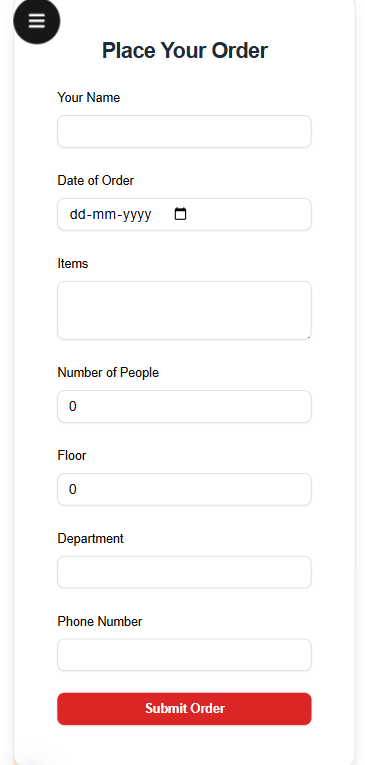 Place Your Order
Your Name
Date of Order
dd-mm-yyyy
Items
Number of People
0
Floor
0
Department
Phone Number
Submit Order